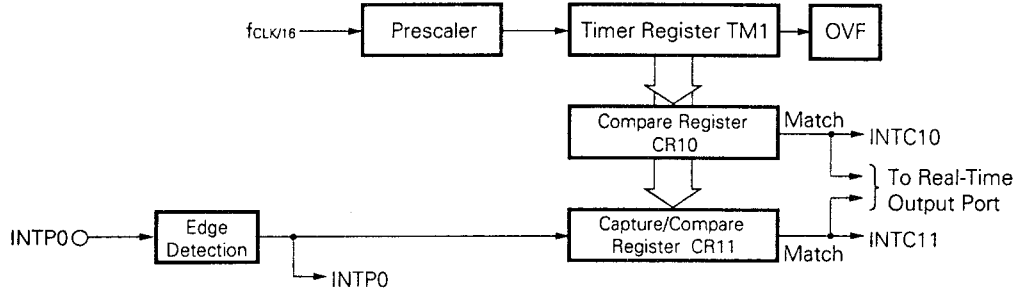 fCLK/16
Prescaler
Timer Register TM1
OVF
Compare Register
CR10
Match
INTC10
To Real-Time
Output Port
INTP0
Edge
Detection
Capture/Compare
Register CR11
INTC11
Match
INTP0